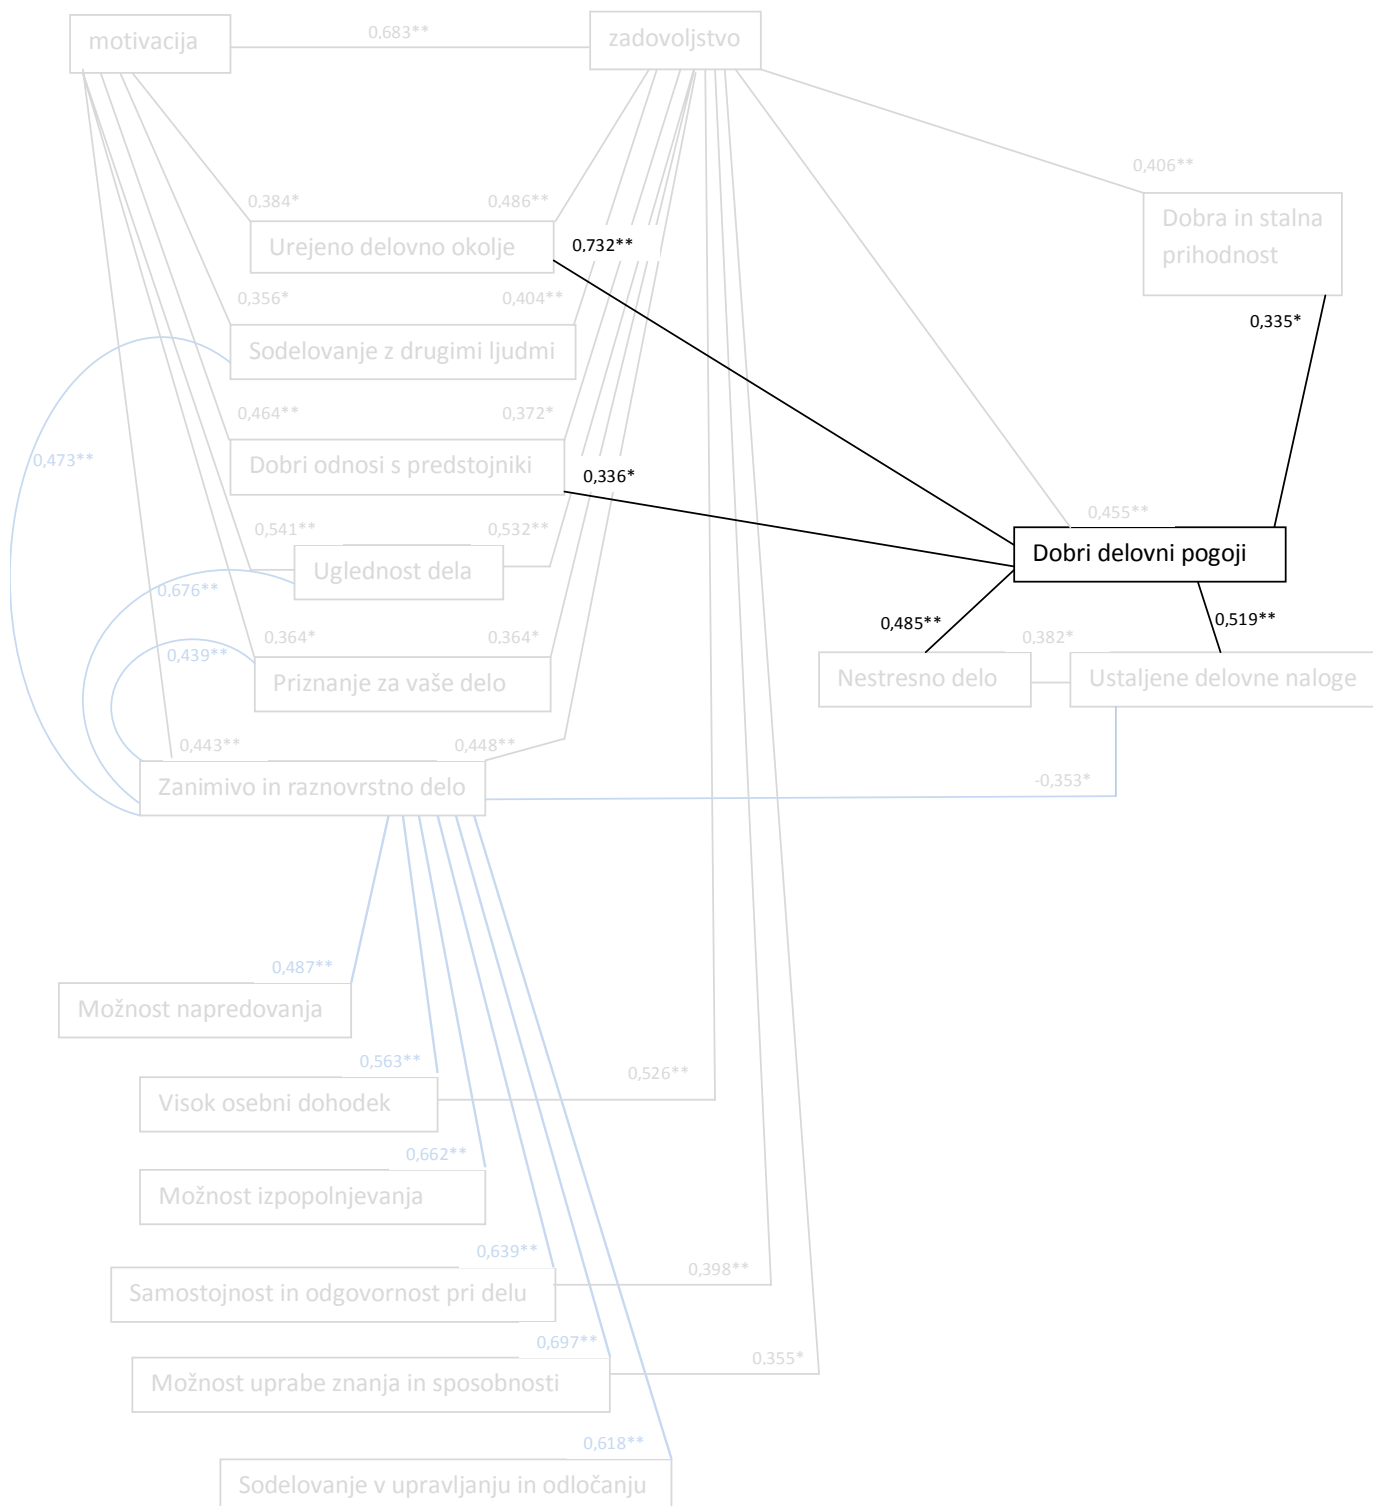 motivacija
0,683**
zadovoljstvo
0,406**
Dobra in stalna
prihodnost
0,384*
0,486**
Urejeno delovno okolje
0,732**
0,335*
0,356*
0,404**
Sodelovanje z drugimi ljudmi
0,464**
0,372*
Dobri odnosi s predstojniki
0,473**
0,336*
0,455**
Dobri delovni pogoji
0,541**
0,532**
Uglednost dela
0,676**
0,485**
0,519**
0,364*
0,364*
0,382*
0,439**
Priznanje za vaše delo
Nestresno delo
Ustaljene delovne naloge
0,443**
0,448**
Zanimivo in raznovrstno delo
-0,353*
0,487**
Možnost napredovanja
0,563**
0,526**
Visok osebni dohodek
0,662**
Možnost izpopolnjevanja
0,639**
0,398**
Samostojnost in odgovornost pri delu
0,697**
0,355*
Možnost uprabe znanja in sposobnosti
0,618**
Sodelovanje v upravljanju in odločanju